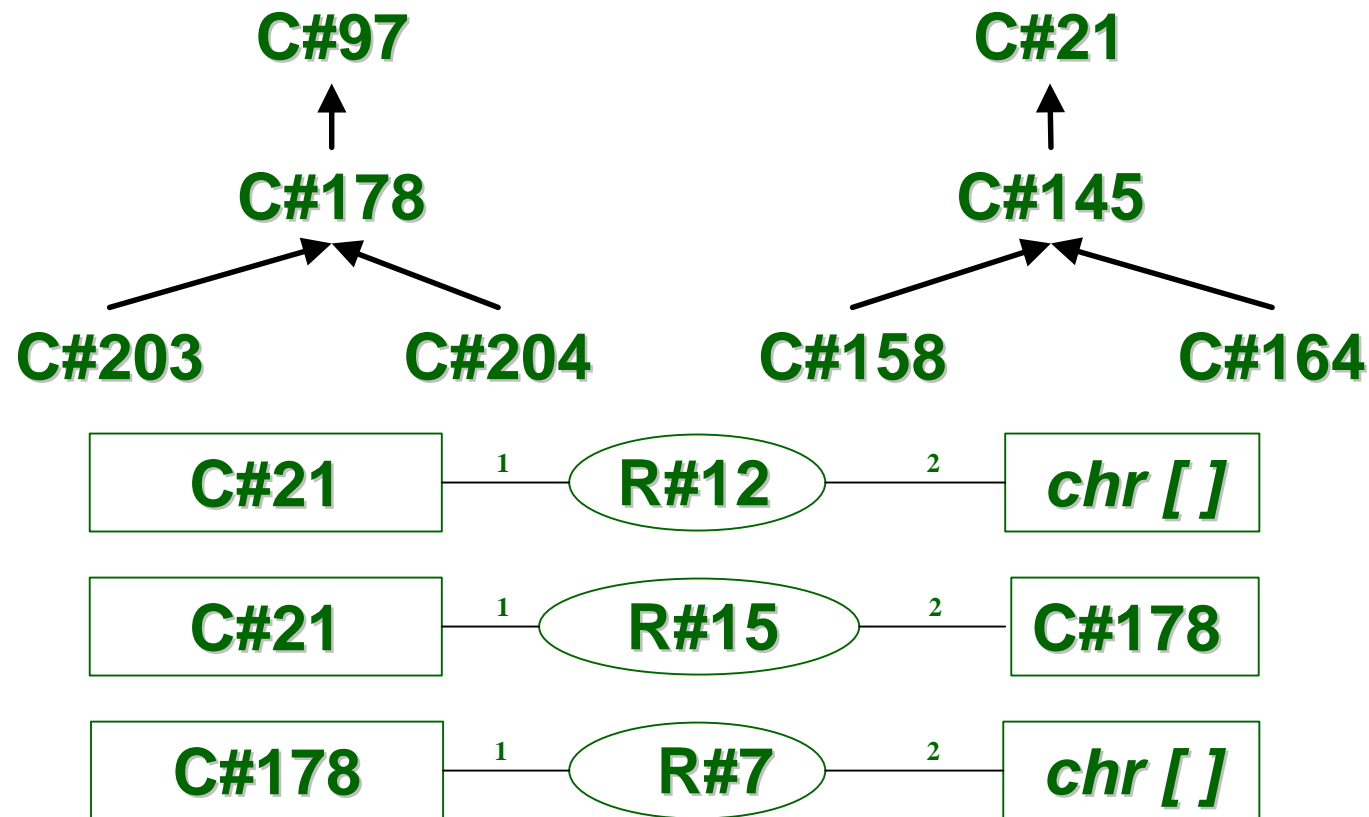 C#97 C#21
C#178 C#145
C#203 C#204 C#158 C#164
C#21 1 R#12 2 chr [ ]
C#21 1 R#15 2 C#178
C#178 1 R#7 2 chr [ ]